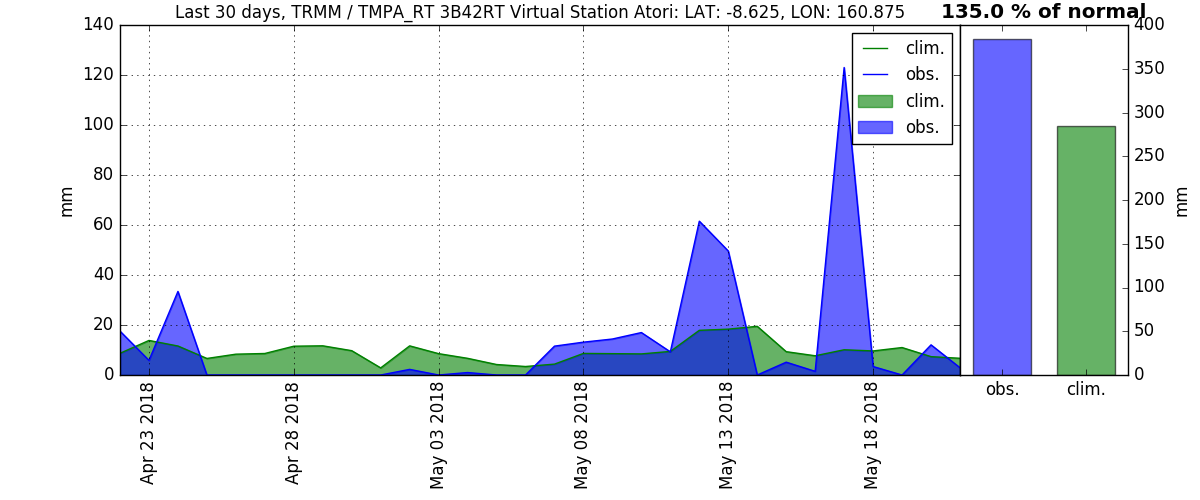 Last 30 days, TRMM / TMPA_RT 3B42RT Virtual Station Atori: LAT: -8.625, LON: 160.875
135.0 % of normal
140
120
100
80
60
40
20
0
mm
clim.
obs.
clim.
obs.
Apr 23 2018
Apr 28 2018
May 03 2018
May 08 2018
May 13 2018
May 18 2018
400
350
300
250
200
150
100
50
0
mm
obs.
clim.